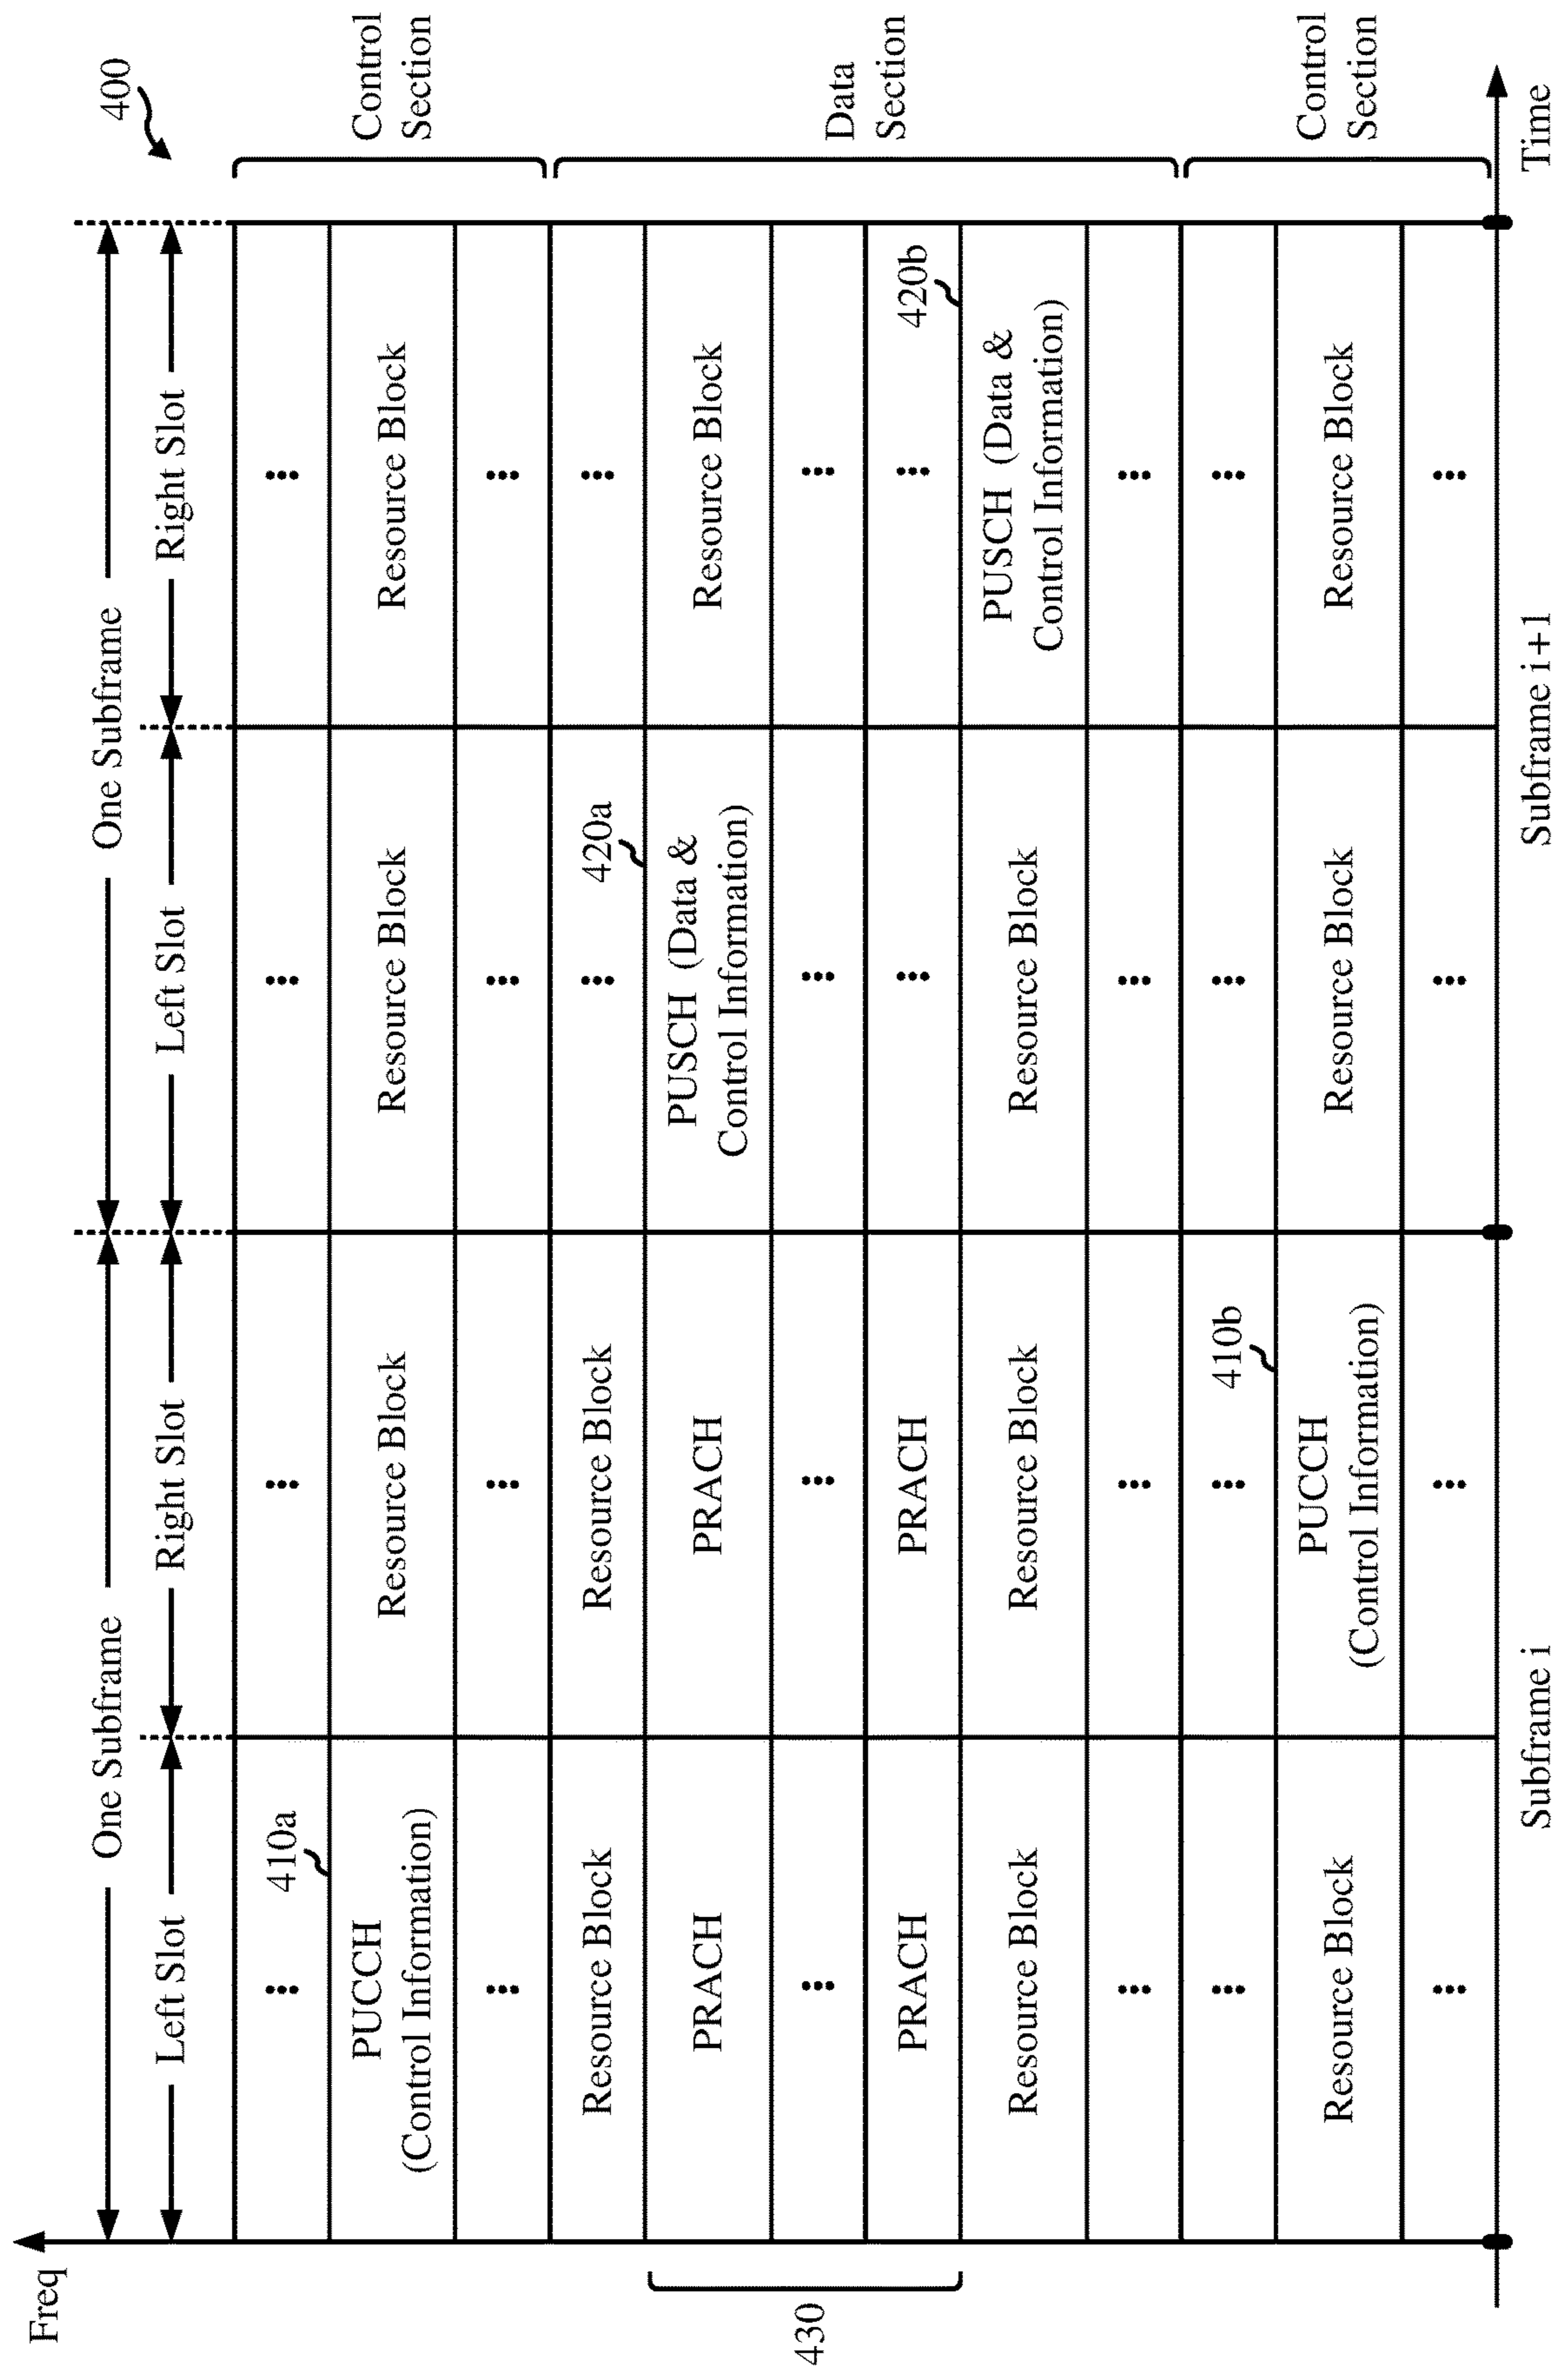 Freq
400
One Subframe
One Subframe
Left Slot
Right Slot
Left Slot
Right Slot
⋮
410a
⋮
⋮
⋮
PUCCH
(Control Information)
Resource Block
Resource Block
Resource Block
Control
Section
⋮
⋮
⋮
⋮
Resource Block
Resource Block
⋮
420a
⋮
430
PRACH
PRACH
PUSCH (Data &
Control Information)
Resource Block
⋮
⋮
⋮
⋮
Data
Section
PRACH
PRACH
⋮
⋮
420b
Resource Block
Resource Block
Resource Block
PUSCH (Data &
Control Information)
⋮
⋮
⋮
⋮
⋮
⋮
410b
⋮
⋮
Resource Block
PUCCH
(Control Information)
Resource Block
Resource Block
Control
Section
⋮
⋮
⋮
⋮
Subframe i
Subframe i+1
Time